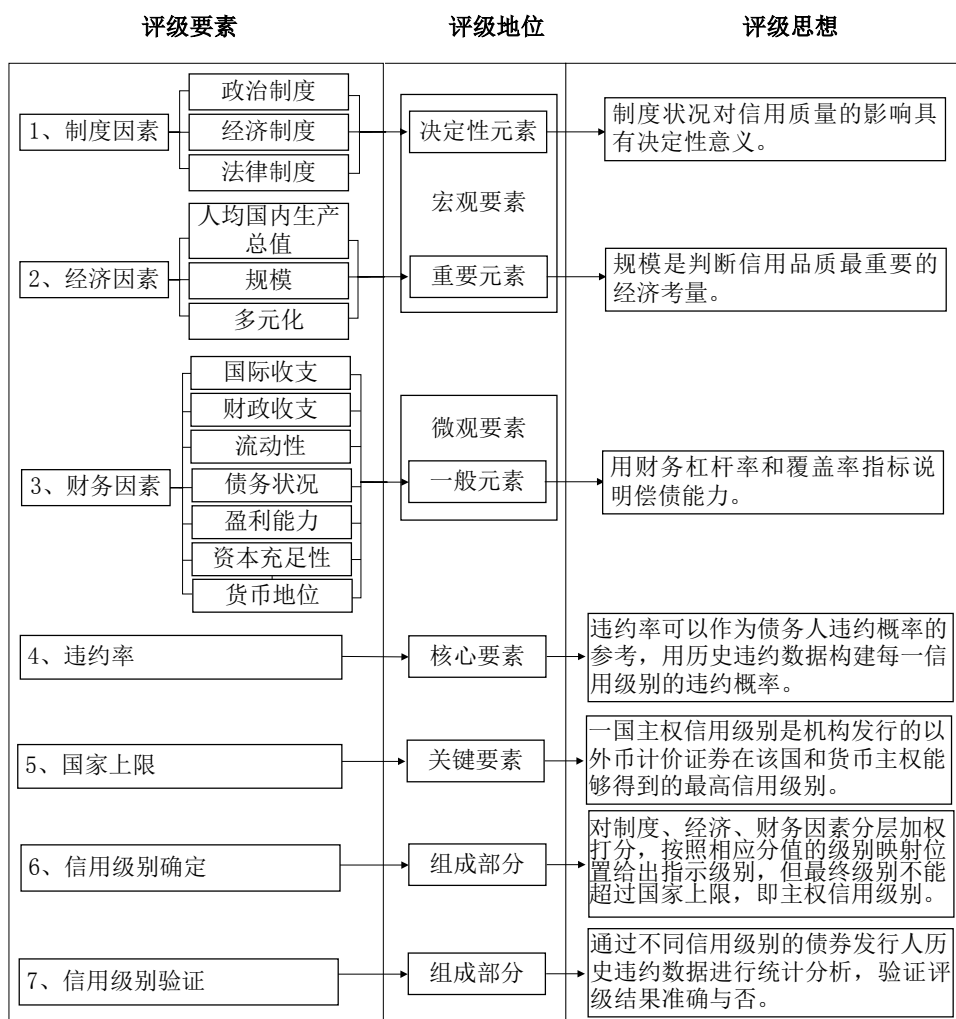 评级要素 评级地位 评级思想
1、制度因素
政治制度
经济制度
法律制度
决定性元素
制度状况对信用质量的影响具
有决定性意义。
宏观要素
2、经济因素
人均国内生产
总值
规模
多元化
重要元素
规模是判断信用品质最重要的
经济考量。
3、财务因素
国际收支
财政收支
流动性
债务状况
盈利能力
资本充足性
货币地位
微观要素
一般元素
用财务杠杆率和覆盖率指标说
明偿债能力。
4、违约率
核心要素
违约率可以作为债务人违约概率的
参考，用历史违约数据构建每一信
用级别的违约概率。
5、国家上限
关键要素
一国主权信用级别是机构发行的以
外币计价证券在该国和货币主权能
够得到的最高信用级别。
6、信用级别确定
组成部分
对制度、经济、财务因素分层加权
打分，按照相应分值的级别映射位
置给出指示级别，但最终级别不能
超过国家上限，即主权信用级别。
7、信用级别验证
组成部分
通过不同信用级别的债券发行人历
史违约数据进行统计分析，验证评
级结果准确与否。